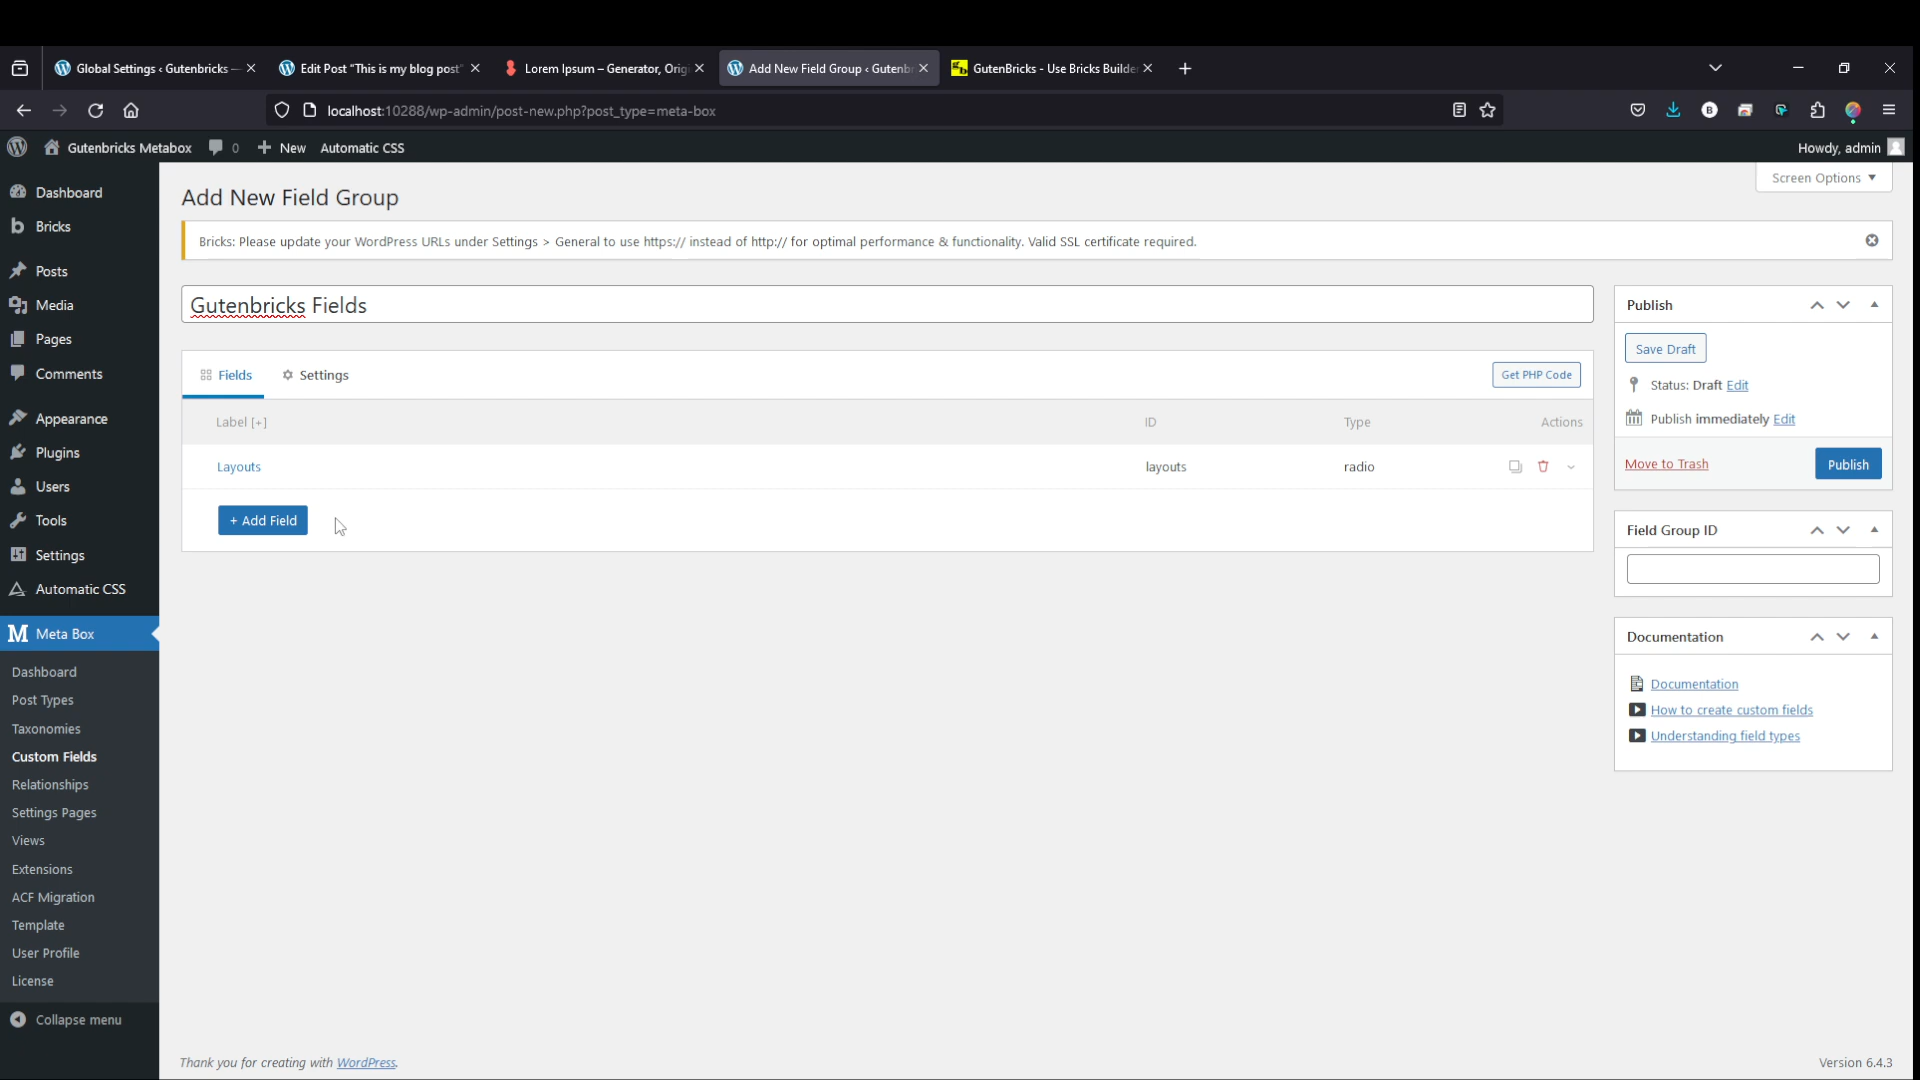 Global Settings ‹ Gutenbricks —
Edit Post "This is my blog post"
Lorem Ipsum – Generator, Origi
Add New Field Group ‹ Gutenb
gb
GutenBricks - Use Bricks Builder
localhost:10288/wp-admin/post-new.php?post_type=meta-box
B
Gutenbricks Metabox
0
New
Automatic CSS
Howdy, admin
Dashboard
Bricks
Posts
Media
Pages
Comments
Appearance
Plugins
Users
Tools
Settings
Automatic CSS
Meta Box
Dashboard
Post Types
Taxonomies
Custom Fields
Relationships
Settings Pages
Views
Extensions
ACF Migration
Template
User Profile
License
Collapse menu
Screen Options
Add New Field Group
Bricks: Please update your WordPress URLs under Settings > General to use https:// instead of http:// for optimal performance & functionality. Valid SSL certificate required.
Gutenbricks Fields
Fields
Settings
Get PHP Code
Label [+]
ID
Type
Actions
Layouts
layouts
radio
+ Add Field
Publish
Save Draft
Status: Draft Edit
Publish immediately Edit
Move to Trash
Publish
Field Group ID
Documentation
Documentation
How to create custom fields
Understanding field types
Thank you for creating with WordPress.
Version 6.4.3